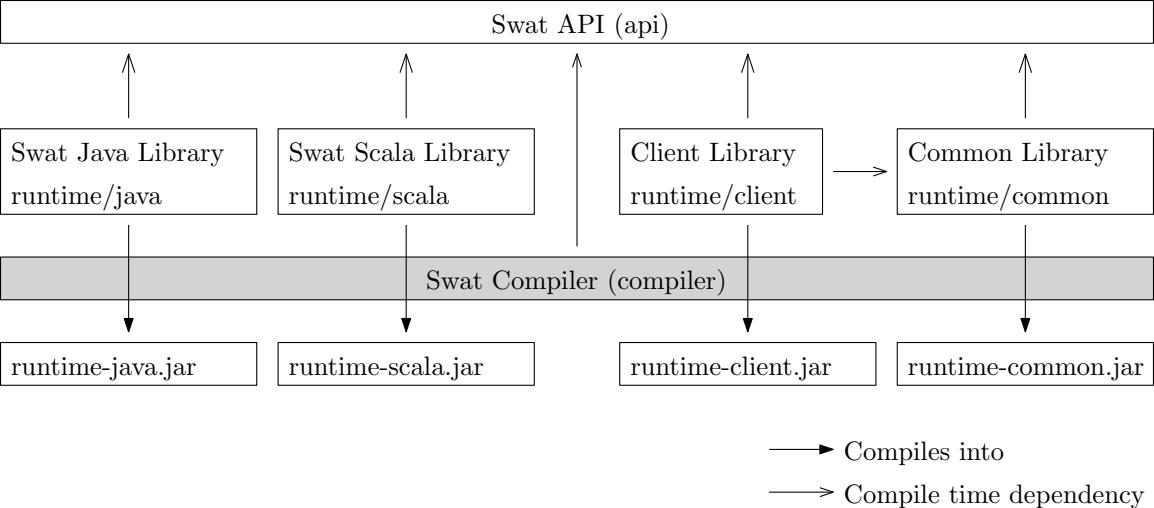 Swat API (api)
Swat Java Library
runtime/java
Swat Scala Library
runtime/scala
Client Library
runtime/client
Common Library
runtime/common
Swat Compiler (compiler)
runtime-java.jar
runtime-scala.jar
runtime-client.jar
runtime-common.jar
Compiles into
Compile time dependency